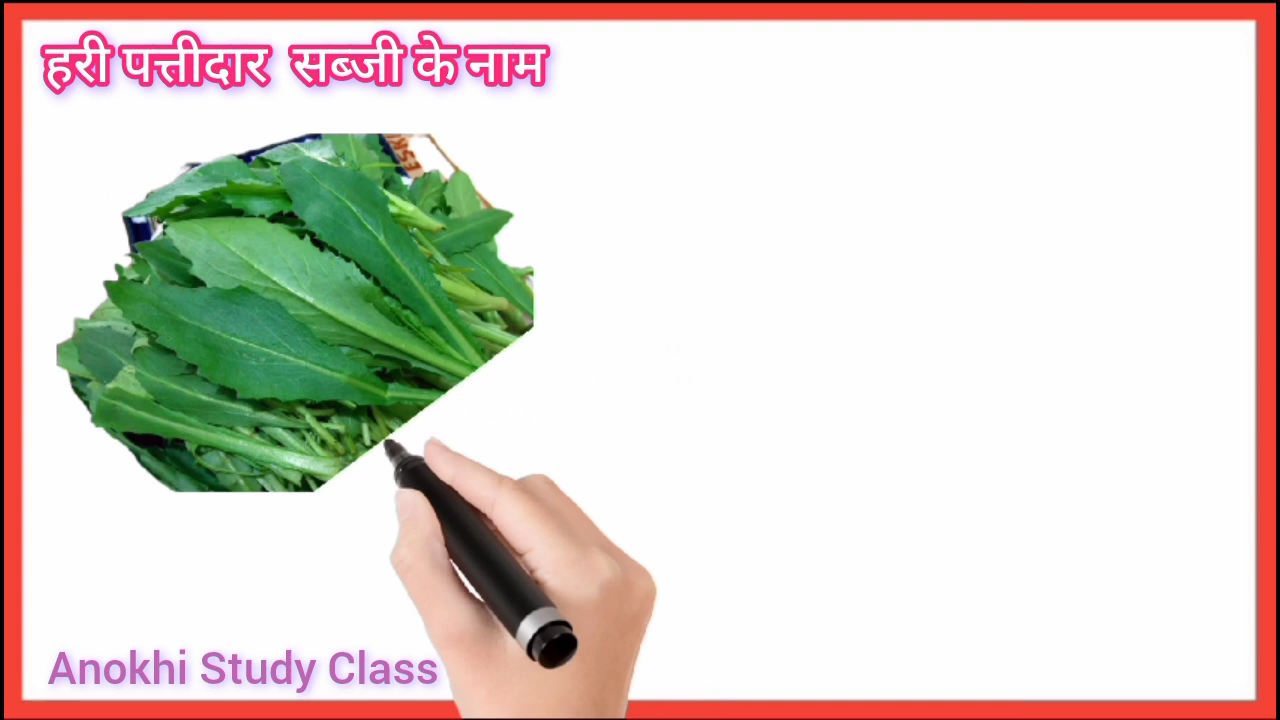 हरी पत्तीदार सब्जी के नाम
Anokhi Study Class